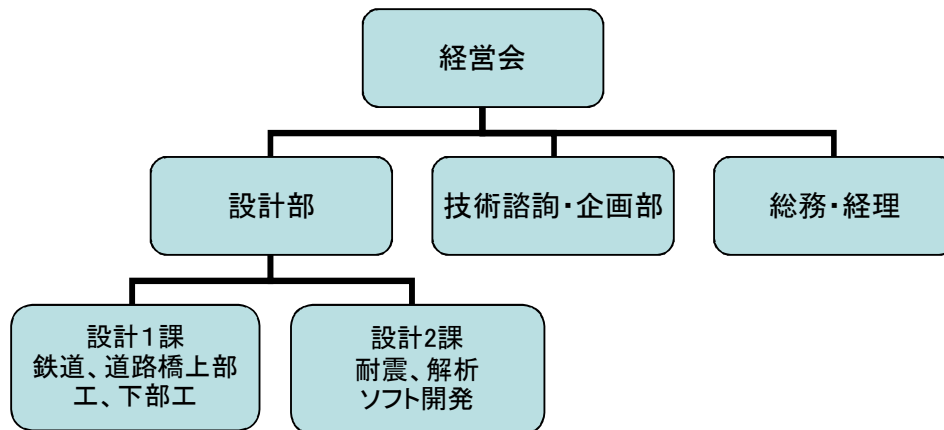 経営会
設計部
技術諮問・企画部
総務・経理
設計１課
鉄道、道路橋上部
工、下部工
設計2課
耐震、解析
ソフト開発